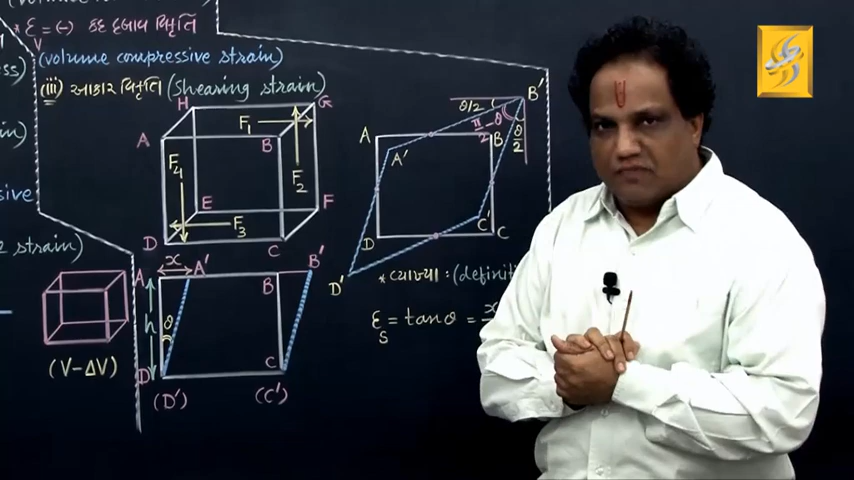 * ε = (-) કદ દબાવ વિકૃતિ
V
(volume compressive strain)
ess)
(iii) આકાર વિકૃતિ (Shearing strain)
in)
sive
e strain)
H G
A B
F₁
F₄
F₂
E F
F₃
D C
x
A A' B B'
h
θ
D C
(D') (C')
(V-ΔV)
θ/2 B'
π/2 - θ
θ/2
A B
A'
C'
D C
D'
* વ્યાખ્યા : (definit
ε = tanθ = x
S